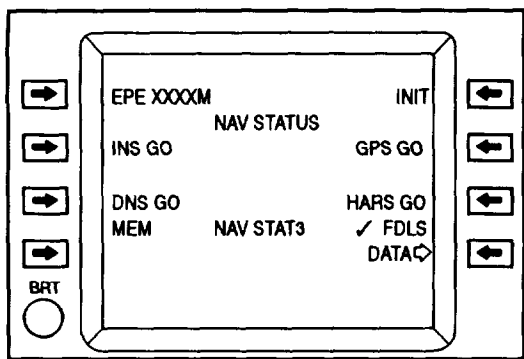 EPE XXXXM INIT
NAV STATUS
INS GO GPS GO
DNS GO HARS GO
MEM NAV STAT3 ✓ FDLS
DATA
BRT